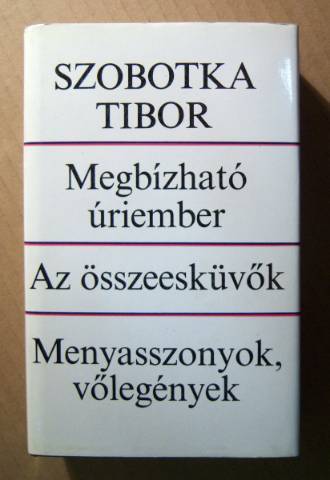 SZOBOTKA
TIBOR
Megbízható
úriember
Az összeesküvők
Menyasszonyok,
vőlegények